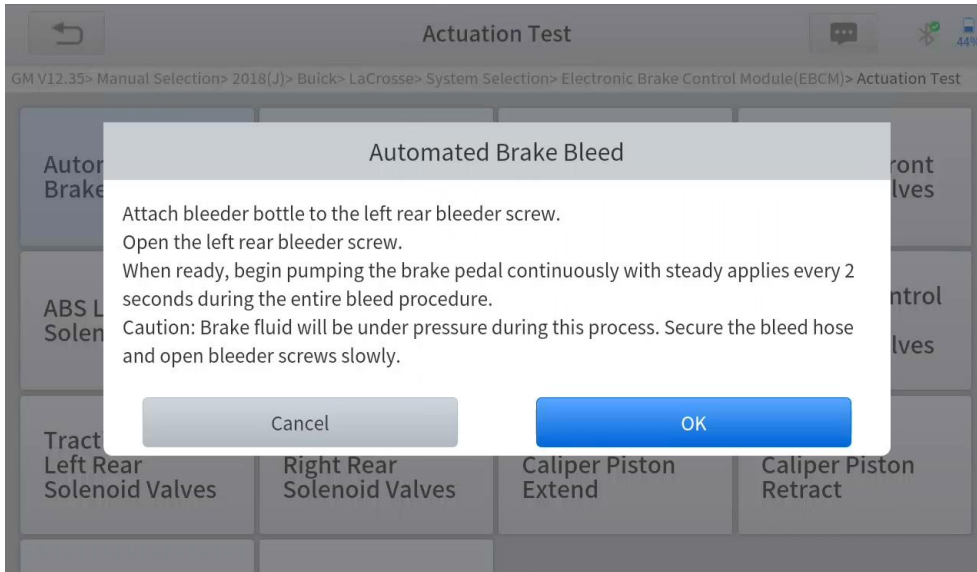 Actuation Test
44%
GM V12.35> Manual Selection> 2018(J)> Buick> LaCrosse> System Selection> Electronic Brake Control Module(EBCM)> Actuation Test
Automated Brake Bleed
Attach bleeder bottle to the left rear bleeder screw.
Open the left rear bleeder screw.
When ready, begin pumping the brake pedal continuously with steady applies every 2
seconds during the entire bleed procedure.
Caution: Brake fluid will be under pressure during this process. Secure the bleed hose
and open bleeder screws slowly.
Cancel
OK
Left Rear
Solenoid Valves
Right Rear
Solenoid Valves
Caliper Piston
Extend
Caliper Piston
Retract